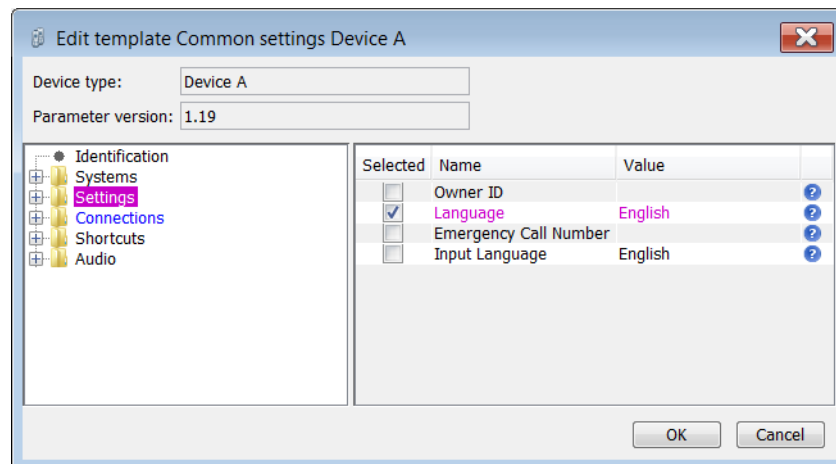 Edit template Common settings Device A
Device type: Device A
Parameter version: 1.19
Identification
Systems
Settings
Connections
Shortcuts
Audio
Selected Name Value
Owner ID
Language English
Emergency Call Number
Input Language English
OK Cancel